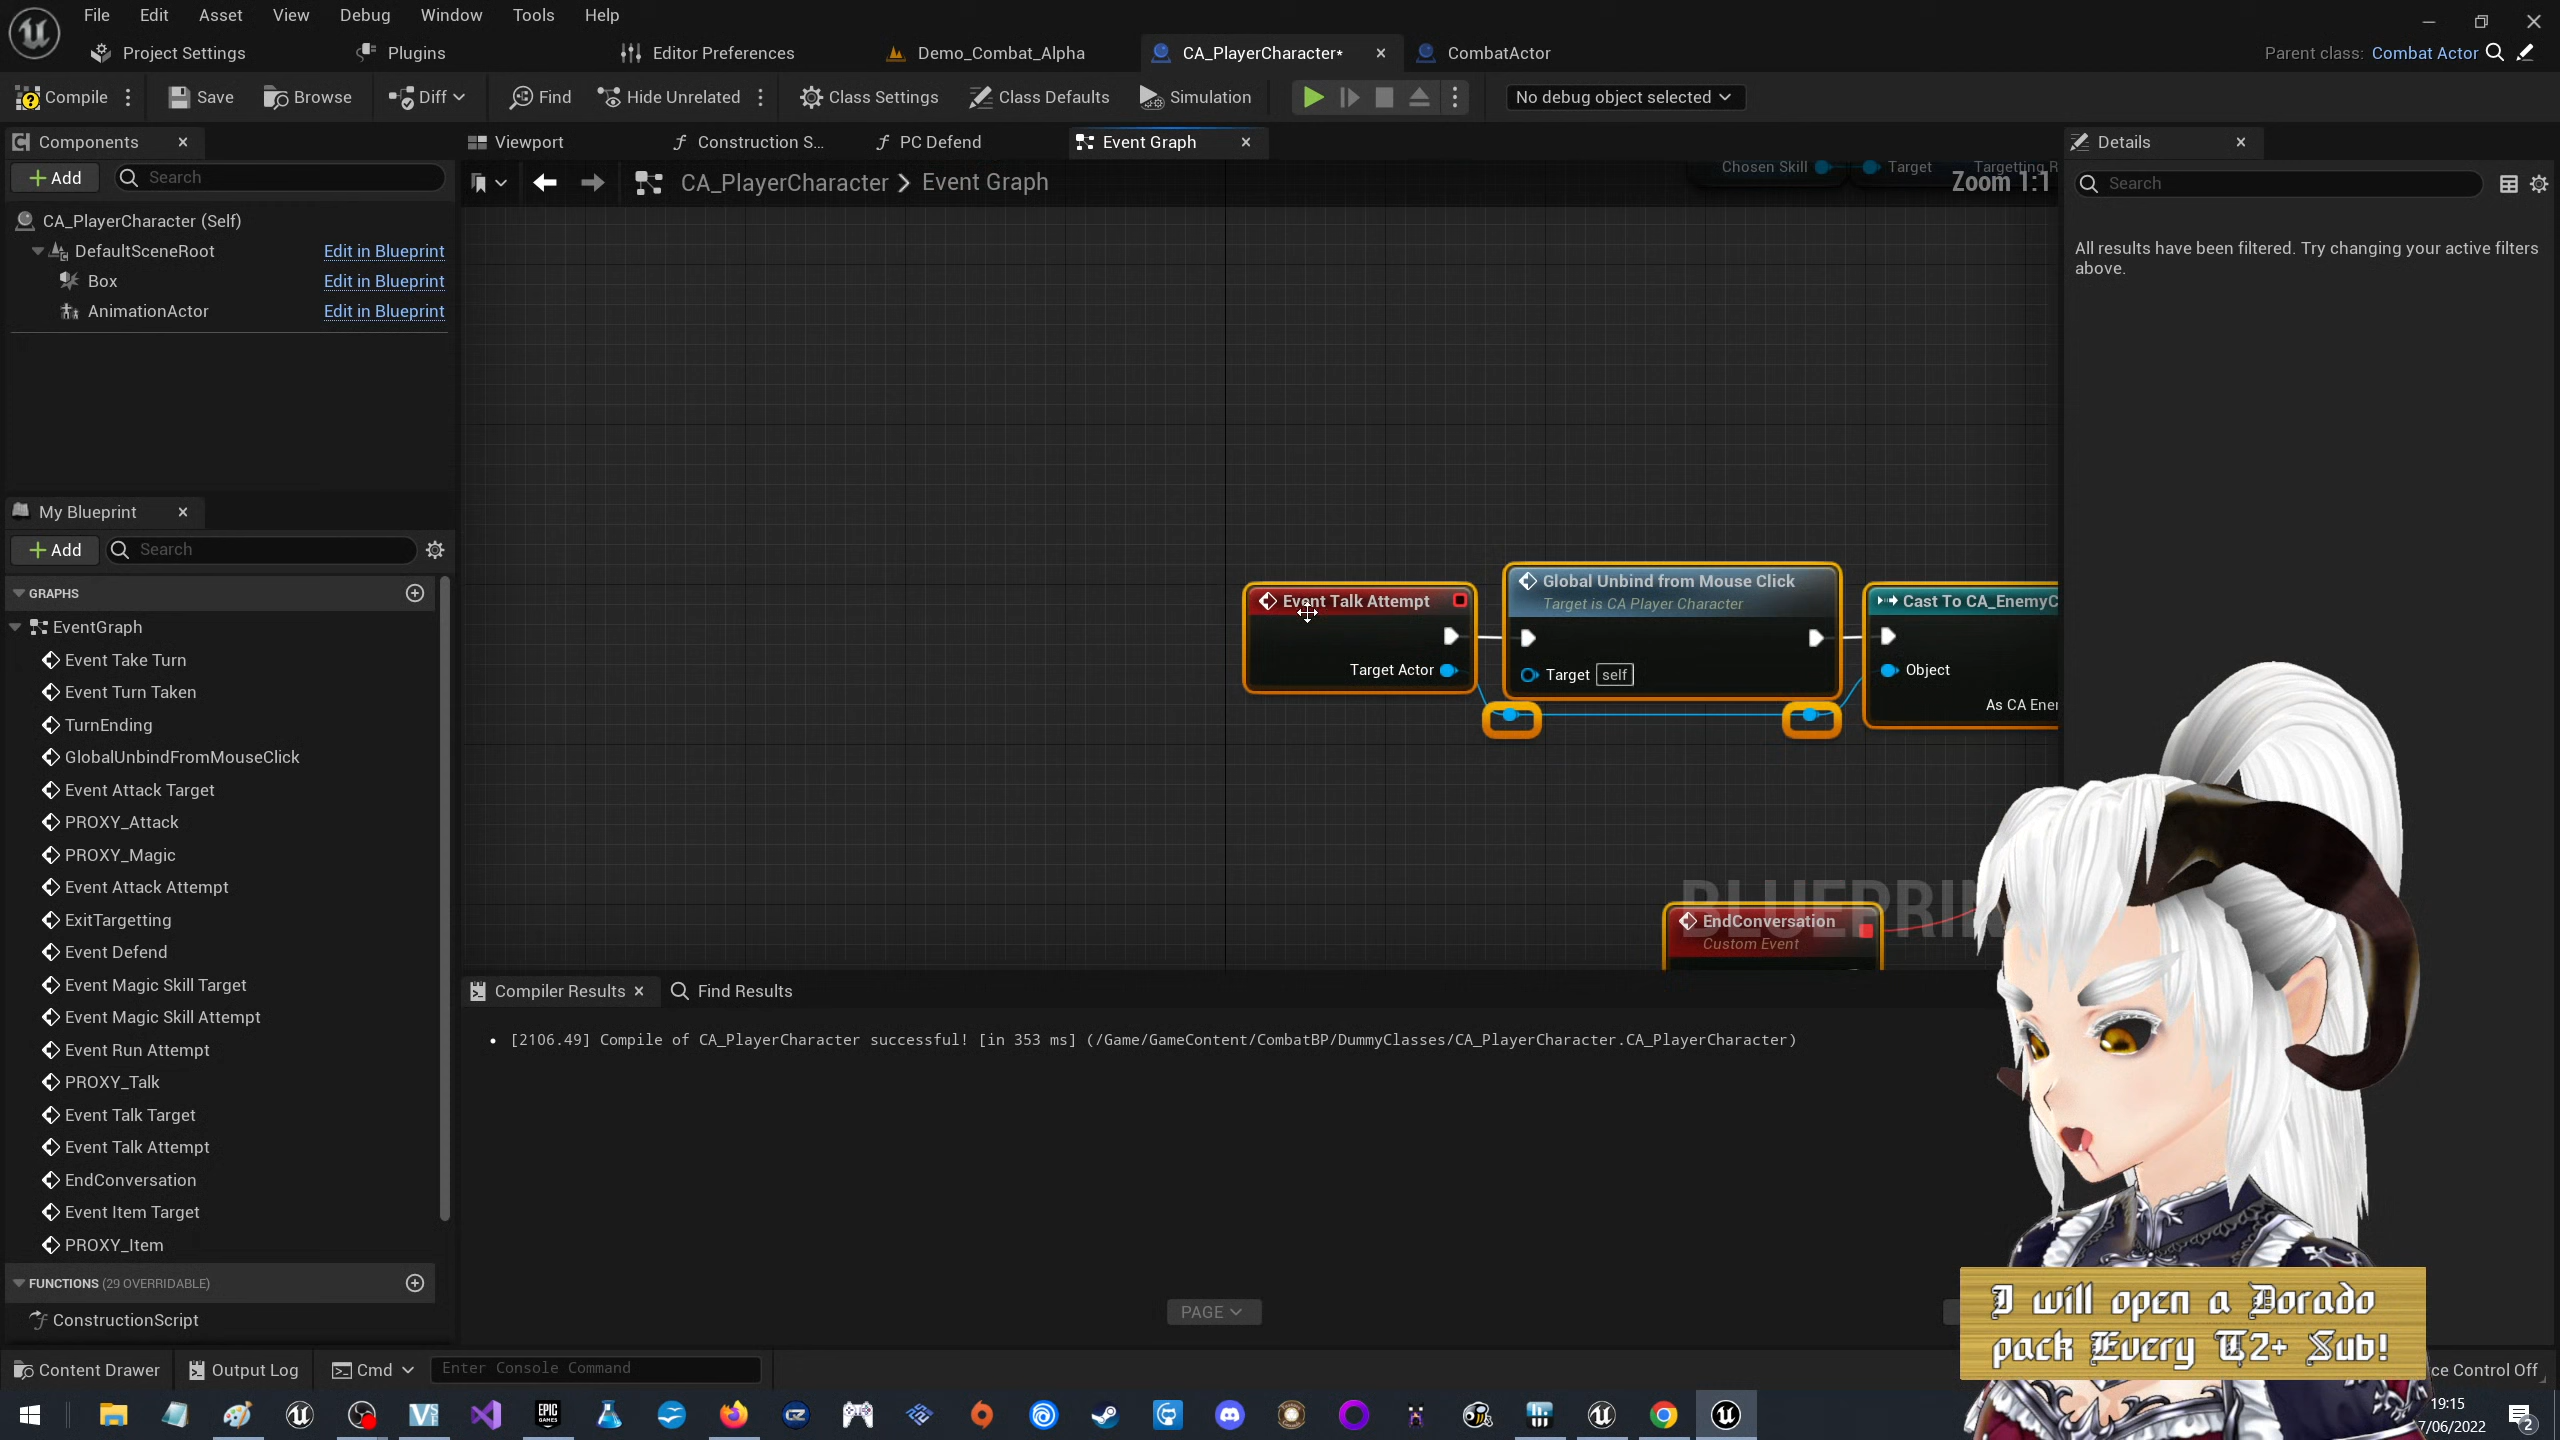 File Edit Asset View Debug Window Tools Help
Project Settings Plugins Editor Preferences Demo_Combat_Alpha CA_PlayerCharacter* CombatActor Parent class: Combat Actor
Compile Save Browse Diff Find Hide Unrelated Class Settings Class Defaults Simulation No debug object selected
Components Viewport Construction S... PC Defend Event Graph Details
+ Add Search CA_PlayerCharacter > Event Graph Chosen Skill Target Targetting R Zoom 1:1 Search
CA_PlayerCharacter (Self)
DefaultSceneRoot Edit in Blueprint
Box Edit in Blueprint
AnimationActor Edit in Blueprint
All results have been filtered. Try changing your active filters
above.
My Blueprint
+ Add Search
GRAPHS
EventGraph
Event Take Turn
Event Turn Taken
TurnEnding
GlobalUnbindFromMouseClick
Event Attack Target
PROXY_Attack
PROXY_Magic
Event Attack Attempt
ExitTargetting
Event Defend
Event Magic Skill Target
Event Magic Skill Attempt
Event Run Attempt
PROXY_Talk
Event Talk Target
Event Talk Attempt
EndConversation
Event Item Target
PROXY_Item
FUNCTIONS (29 OVERRIDABLE)
ConstructionScript
Event Talk Attempt
Target Actor
Global Unbind from Mouse Click
Target is CA Player Character
Target self
Cast To CA_EnemyC
Object
As CA Ener
BLUEPRIN
EndConversation
Custom Event
Compiler Results Find Results
• [2106.49] Compile of CA_PlayerCharacter successful! [in 353 ms] (/Game/GameContent/CombatBP/DummyClasses/CA_PlayerCharacter.CA_PlayerCharacter)
PAGE
I will open a Dorado
pack Every T2+ Sub!
Content Drawer Output Log Cmd Enter Console Command ce Control Off
EPIC GAMES
19:15
7/06/2022
2